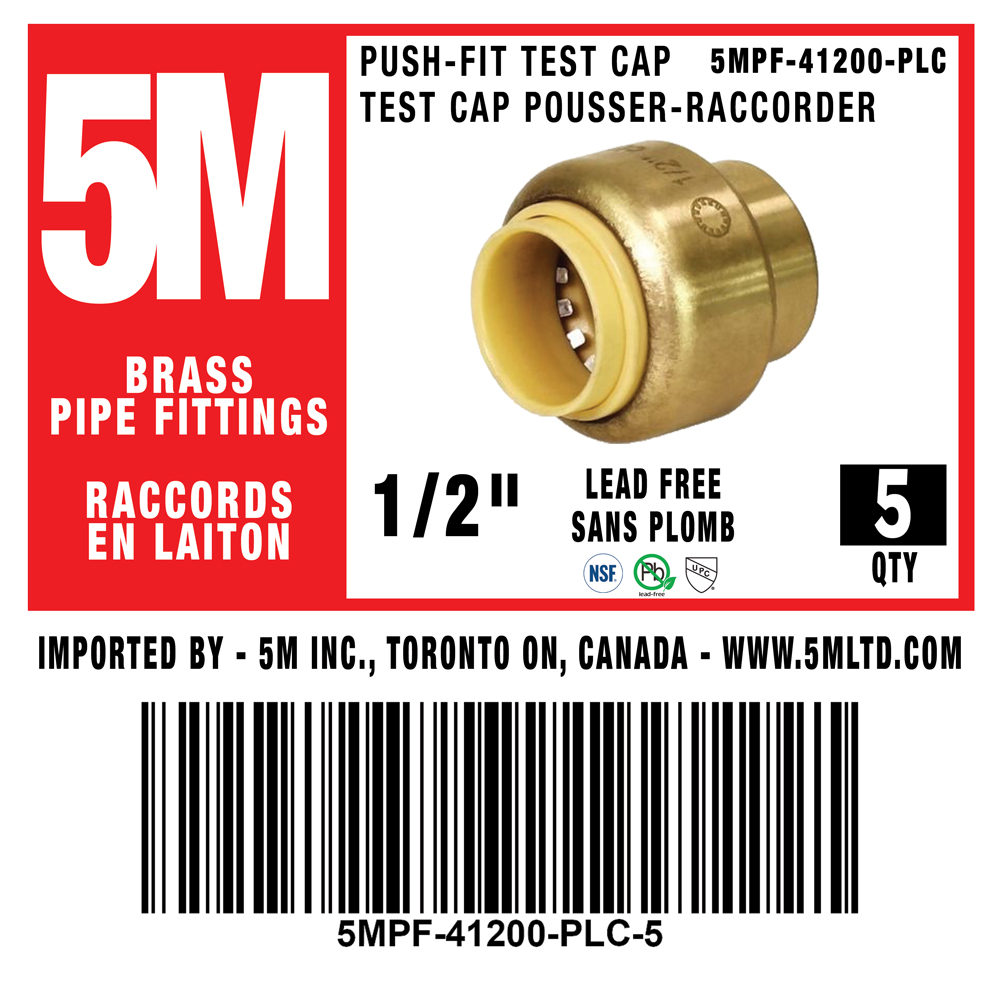 5M
BRASS
PIPE FITTINGS
RACCORDS
EN LAITON
PUSH-FIT TEST CAP 5MPF-41200-PLC
TEST CAP POUSSER-RACCORDER
1/2"
1/2"
LEAD FREE
SANS PLOMB
NSF.
Pb
lead-free
UPC
5
QTY
IMPORTED BY - 5M INC., TORONTO ON, CANADA - WWW.5MLTD.COM
5MPF-41200-PLC-5